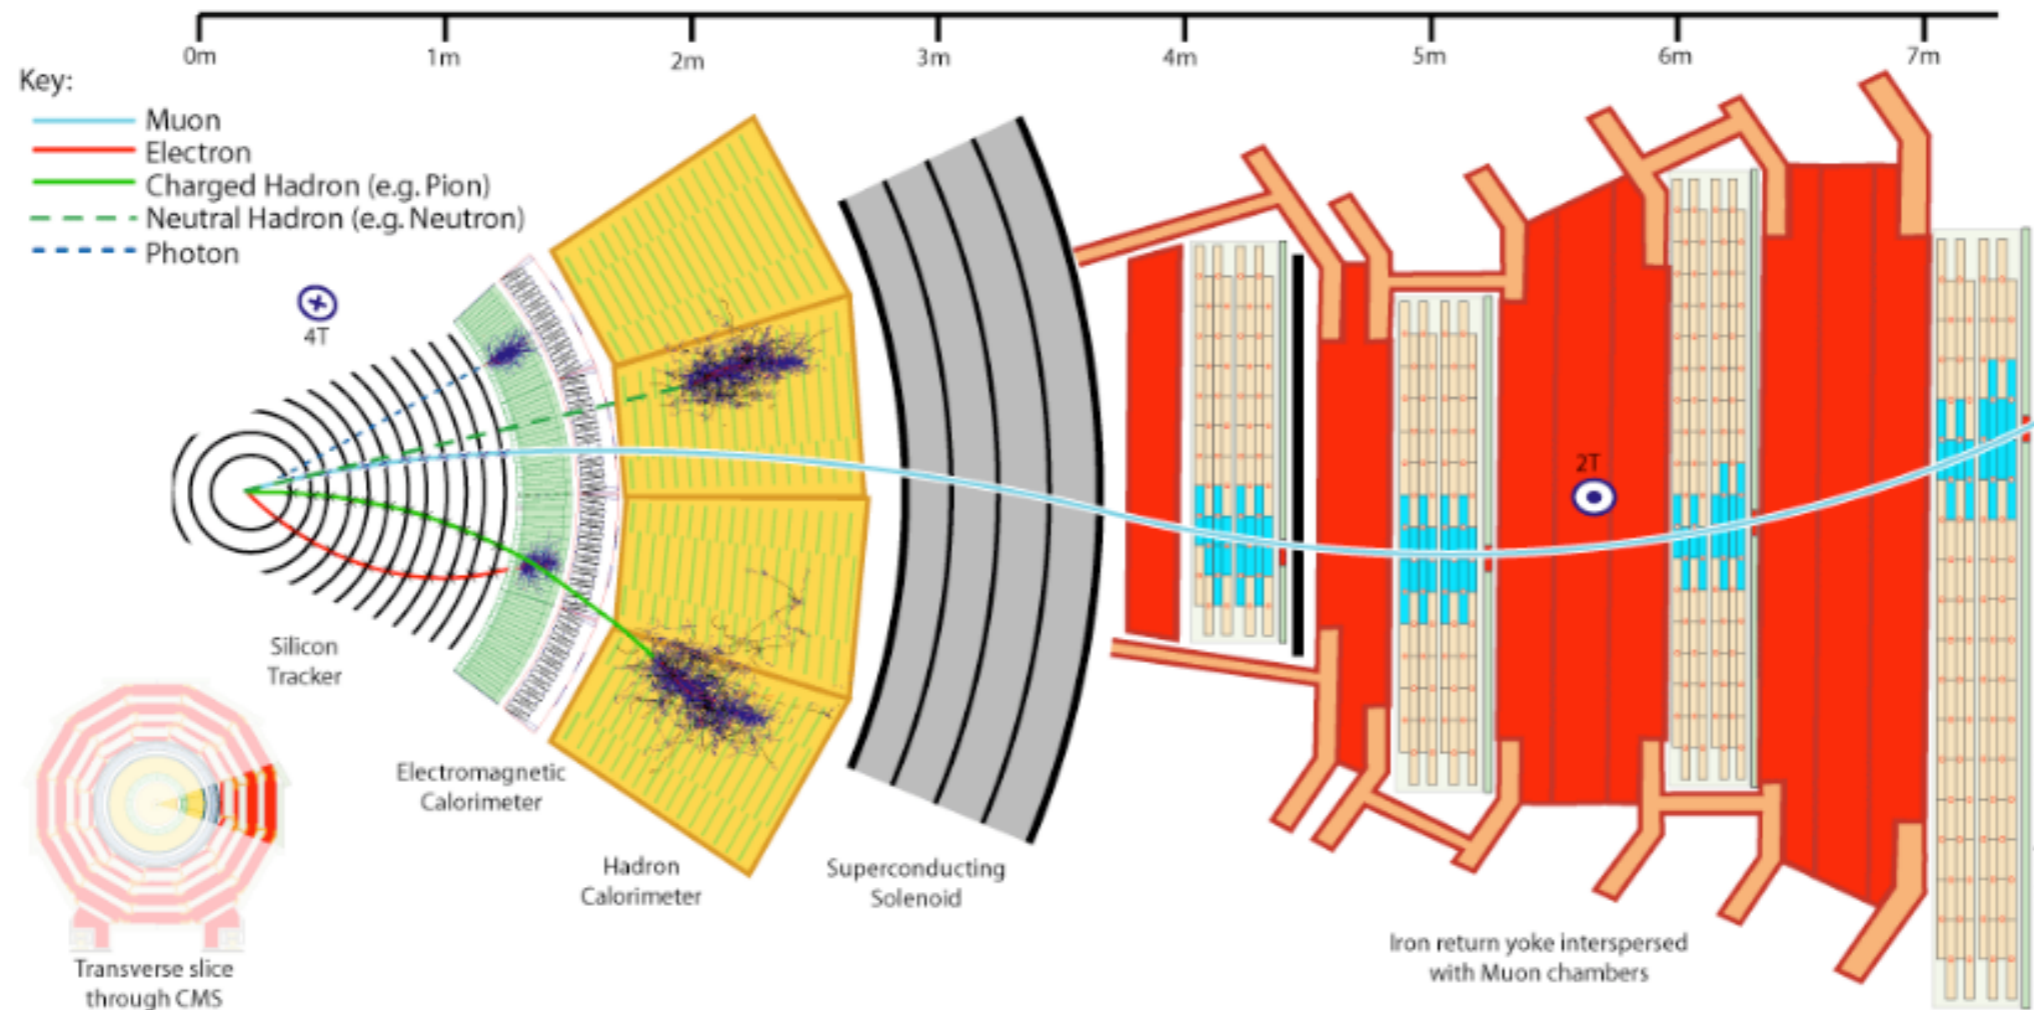 0m 1m 2m 3m 4m 5m 6m 7m
Key:
Muon
Electron
Charged Hadron (e.g. Pion)
Neutral Hadron (e.g. Neutron)
Photon
4T
2T
Silicon
Tracker
Electromagnetic
Calorimeter
Hadron
Calorimeter
Superconducting
Solenoid
Iron return yoke interspersed
with Muon chambers
Transverse slice
through CMS